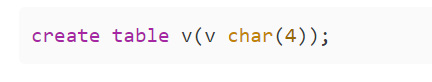 create table v(v char(4));